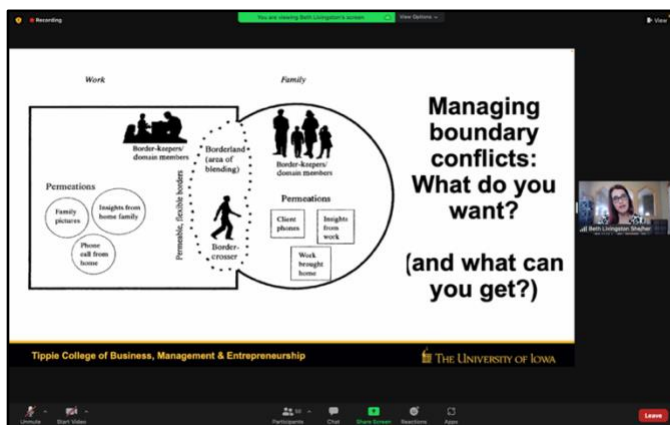 Recording
You are viewing Beth Livingston's screen
View Options
View
Work
Family
Border-keepers/
domain members
Borderland
(area of
blending)
Border-keepers/
domain members
Permeations
Family
pictures
Insights from
home family
Phone
call from
home
Permeable, flexible borders
Border-
crosser
Permeations
Client
phones
Insights
from
work
Work
brought
home
Managing
boundary
conflicts:
What do you
want?
(and what can
you get?)
Beth Livingston She/her
Tippie College of Business, Management & Entrepreneurship
THE UNIVERSITY OF IOWA
Unmute
Start Video
Participants
Chat
Share Screen
Reactions
Apps
Leave